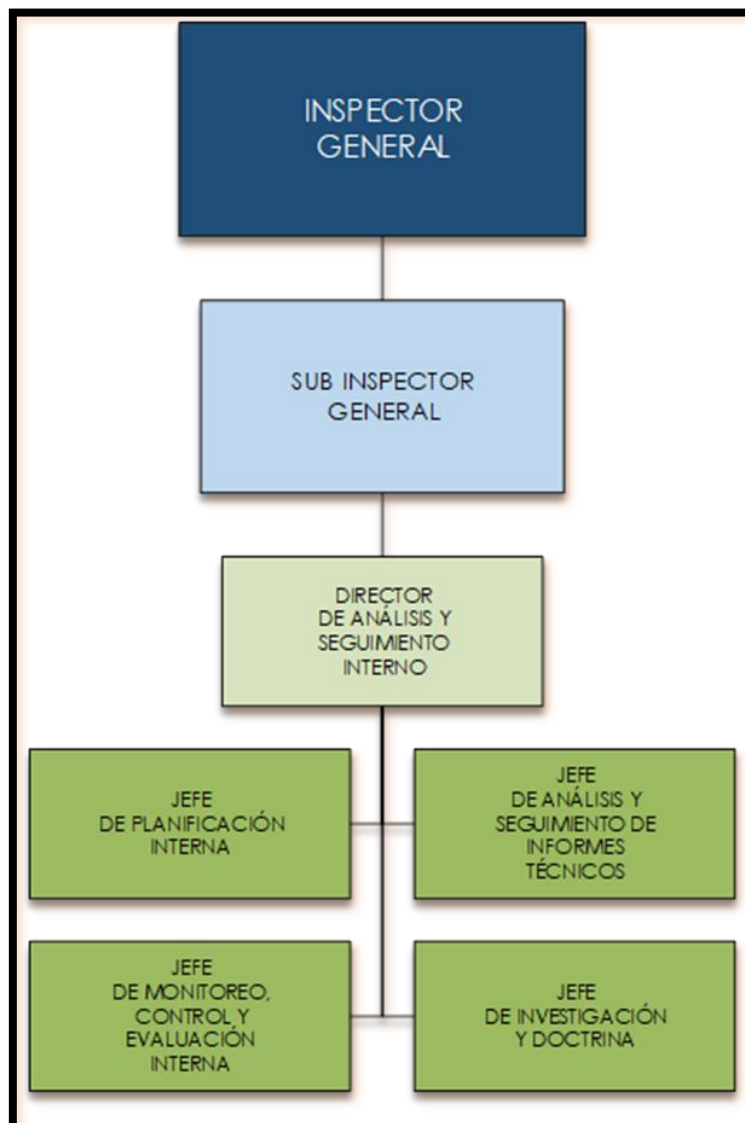 INSPECTOR
GENERAL
SUB INSPECTOR
GENERAL
DIRECTOR
DE ANÁLISIS Y
SEGUIMIENTO
INTERNO
JEFE
DE PLANIFICACIÓN
INTERNA
JEFE
DE ANÁLISIS Y
SEGUIMIENTO DE
INFORMES
TÉCNICOS
JEFE
DE MONITOREO,
CONTROL Y
EVALUACIÓN
INTERNA
JEFE
DE INVESTIGACIÓN
Y DOCTRINA